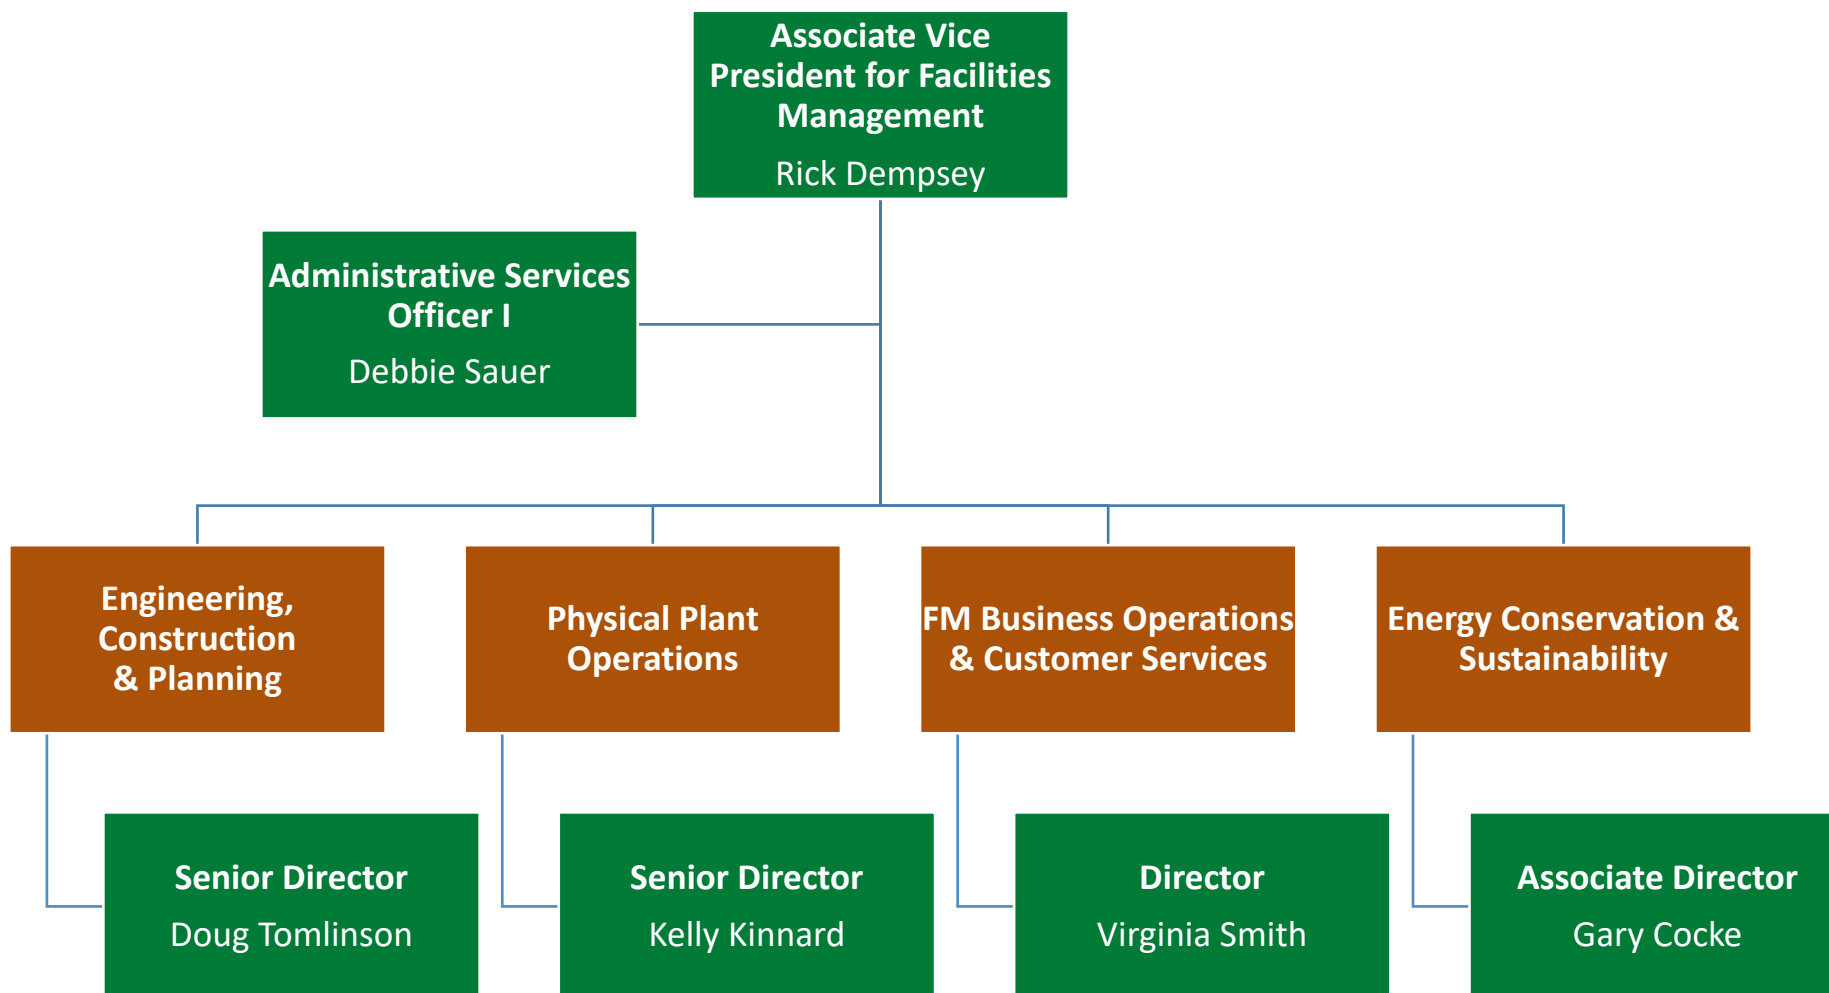 Associate Vice
President for Facilities
Management
Rick Dempsey
Administrative Services
Officer I
Debbie Sauer
Engineering,
Construction
& Planning
Physical Plant
Operations
FM Business Operations
& Customer Services
Energy Conservation &
Sustainability
Senior Director
Doug Tomlinson
Senior Director
Kelly Kinnard
Director
Virginia Smith
Associate Director
Gary Cocke